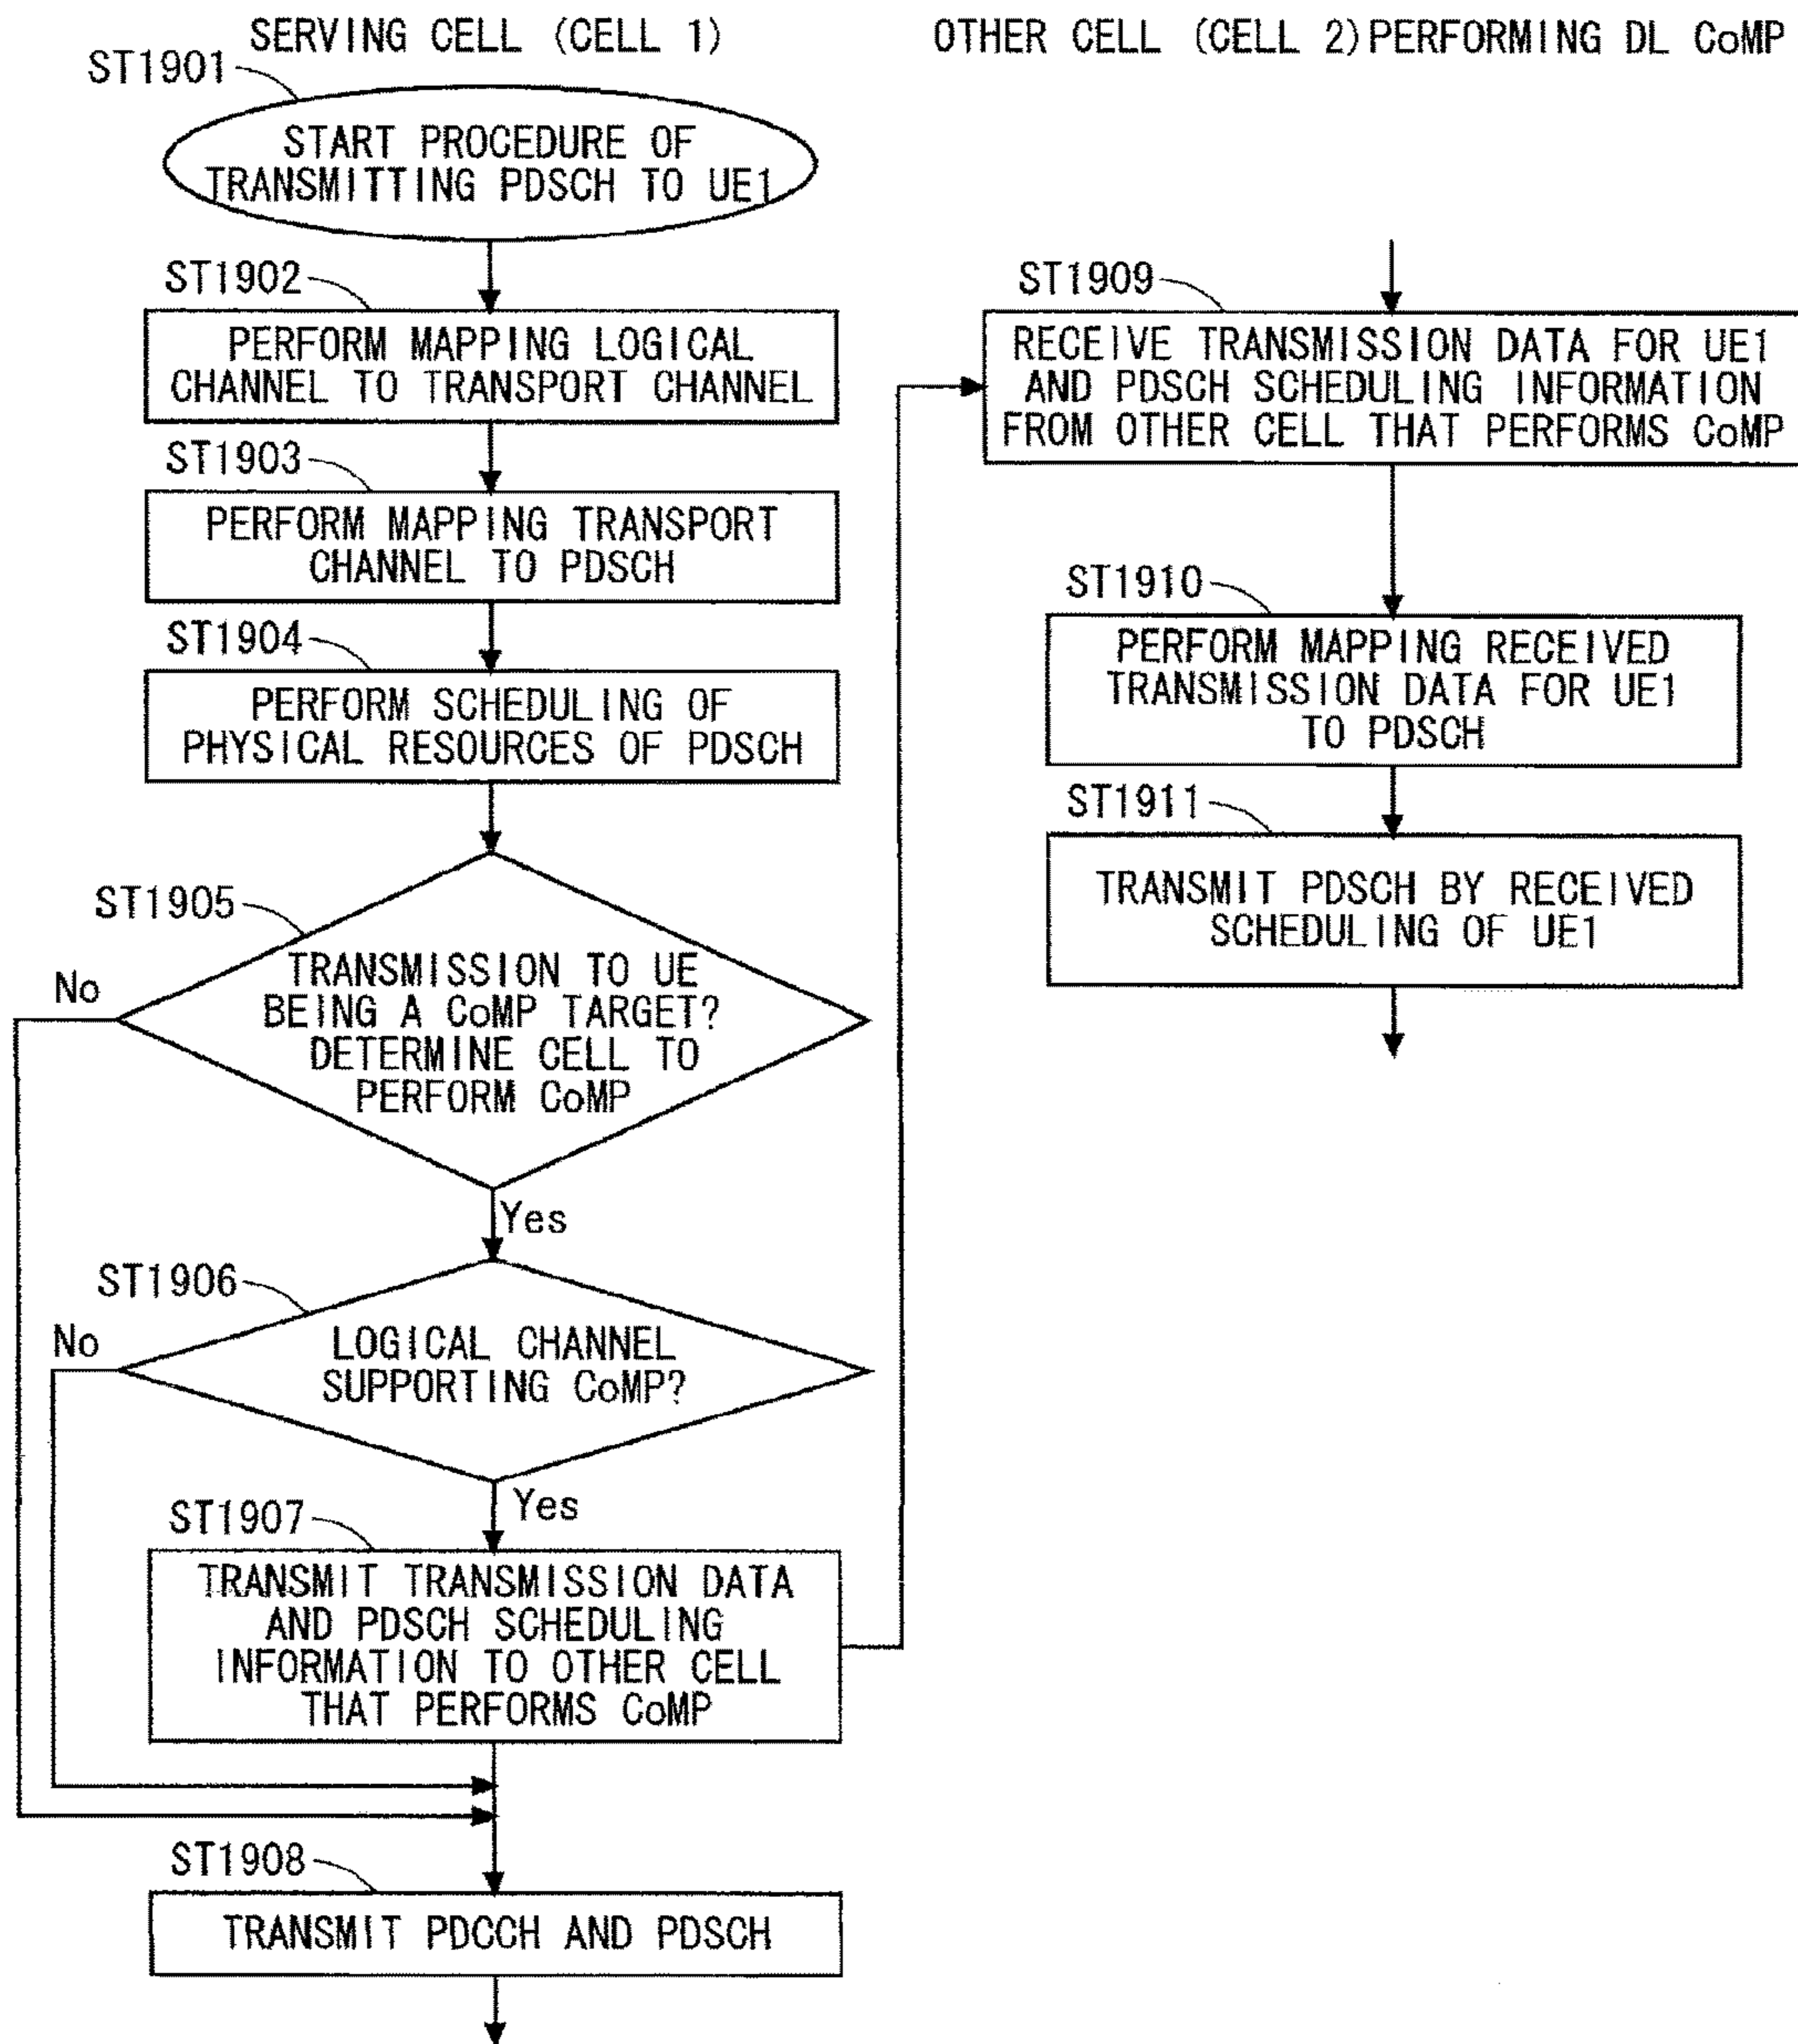 SERVING CELL (CELL 1)
OTHER CELL (CELL 2) PERFORMING DL CoMP
ST1901
START PROCEDURE OF
TRANSMITTING PDSCH TO UE1
ST1902
PERFORM MAPPING LOGICAL
CHANNEL TO TRANSPORT CHANNEL
ST1903
PERFORM MAPPING TRANSPORT
CHANNEL TO PDSCH
ST1904
PERFORM SCHEDULING OF
PHYSICAL RESOURCES OF PDSCH
ST1905
TRANSMISSION TO UE
BEING A CoMP TARGET?
DETERMINE CELL TO
PERFORM CoMP
No
Yes
ST1906
LOGICAL CHANNEL
SUPPORTING CoMP?
No
Yes
ST1907
TRANSMIT TRANSMISSION DATA
AND PDSCH SCHEDULING
INFORMATION TO OTHER CELL
THAT PERFORMS CoMP
ST1908
TRANSMIT PDCCH AND PDSCH
ST1909
RECEIVE TRANSMISSION DATA FOR UE1
AND PDSCH SCHEDULING INFORMATION
FROM OTHER CELL THAT PERFORMS CoMP
ST1910
PERFORM MAPPING RECEIVED
TRANSMISSION DATA FOR UE1
TO PDSCH
ST1911
TRANSMIT PDSCH BY RECEIVED
SCHEDULING OF UE1